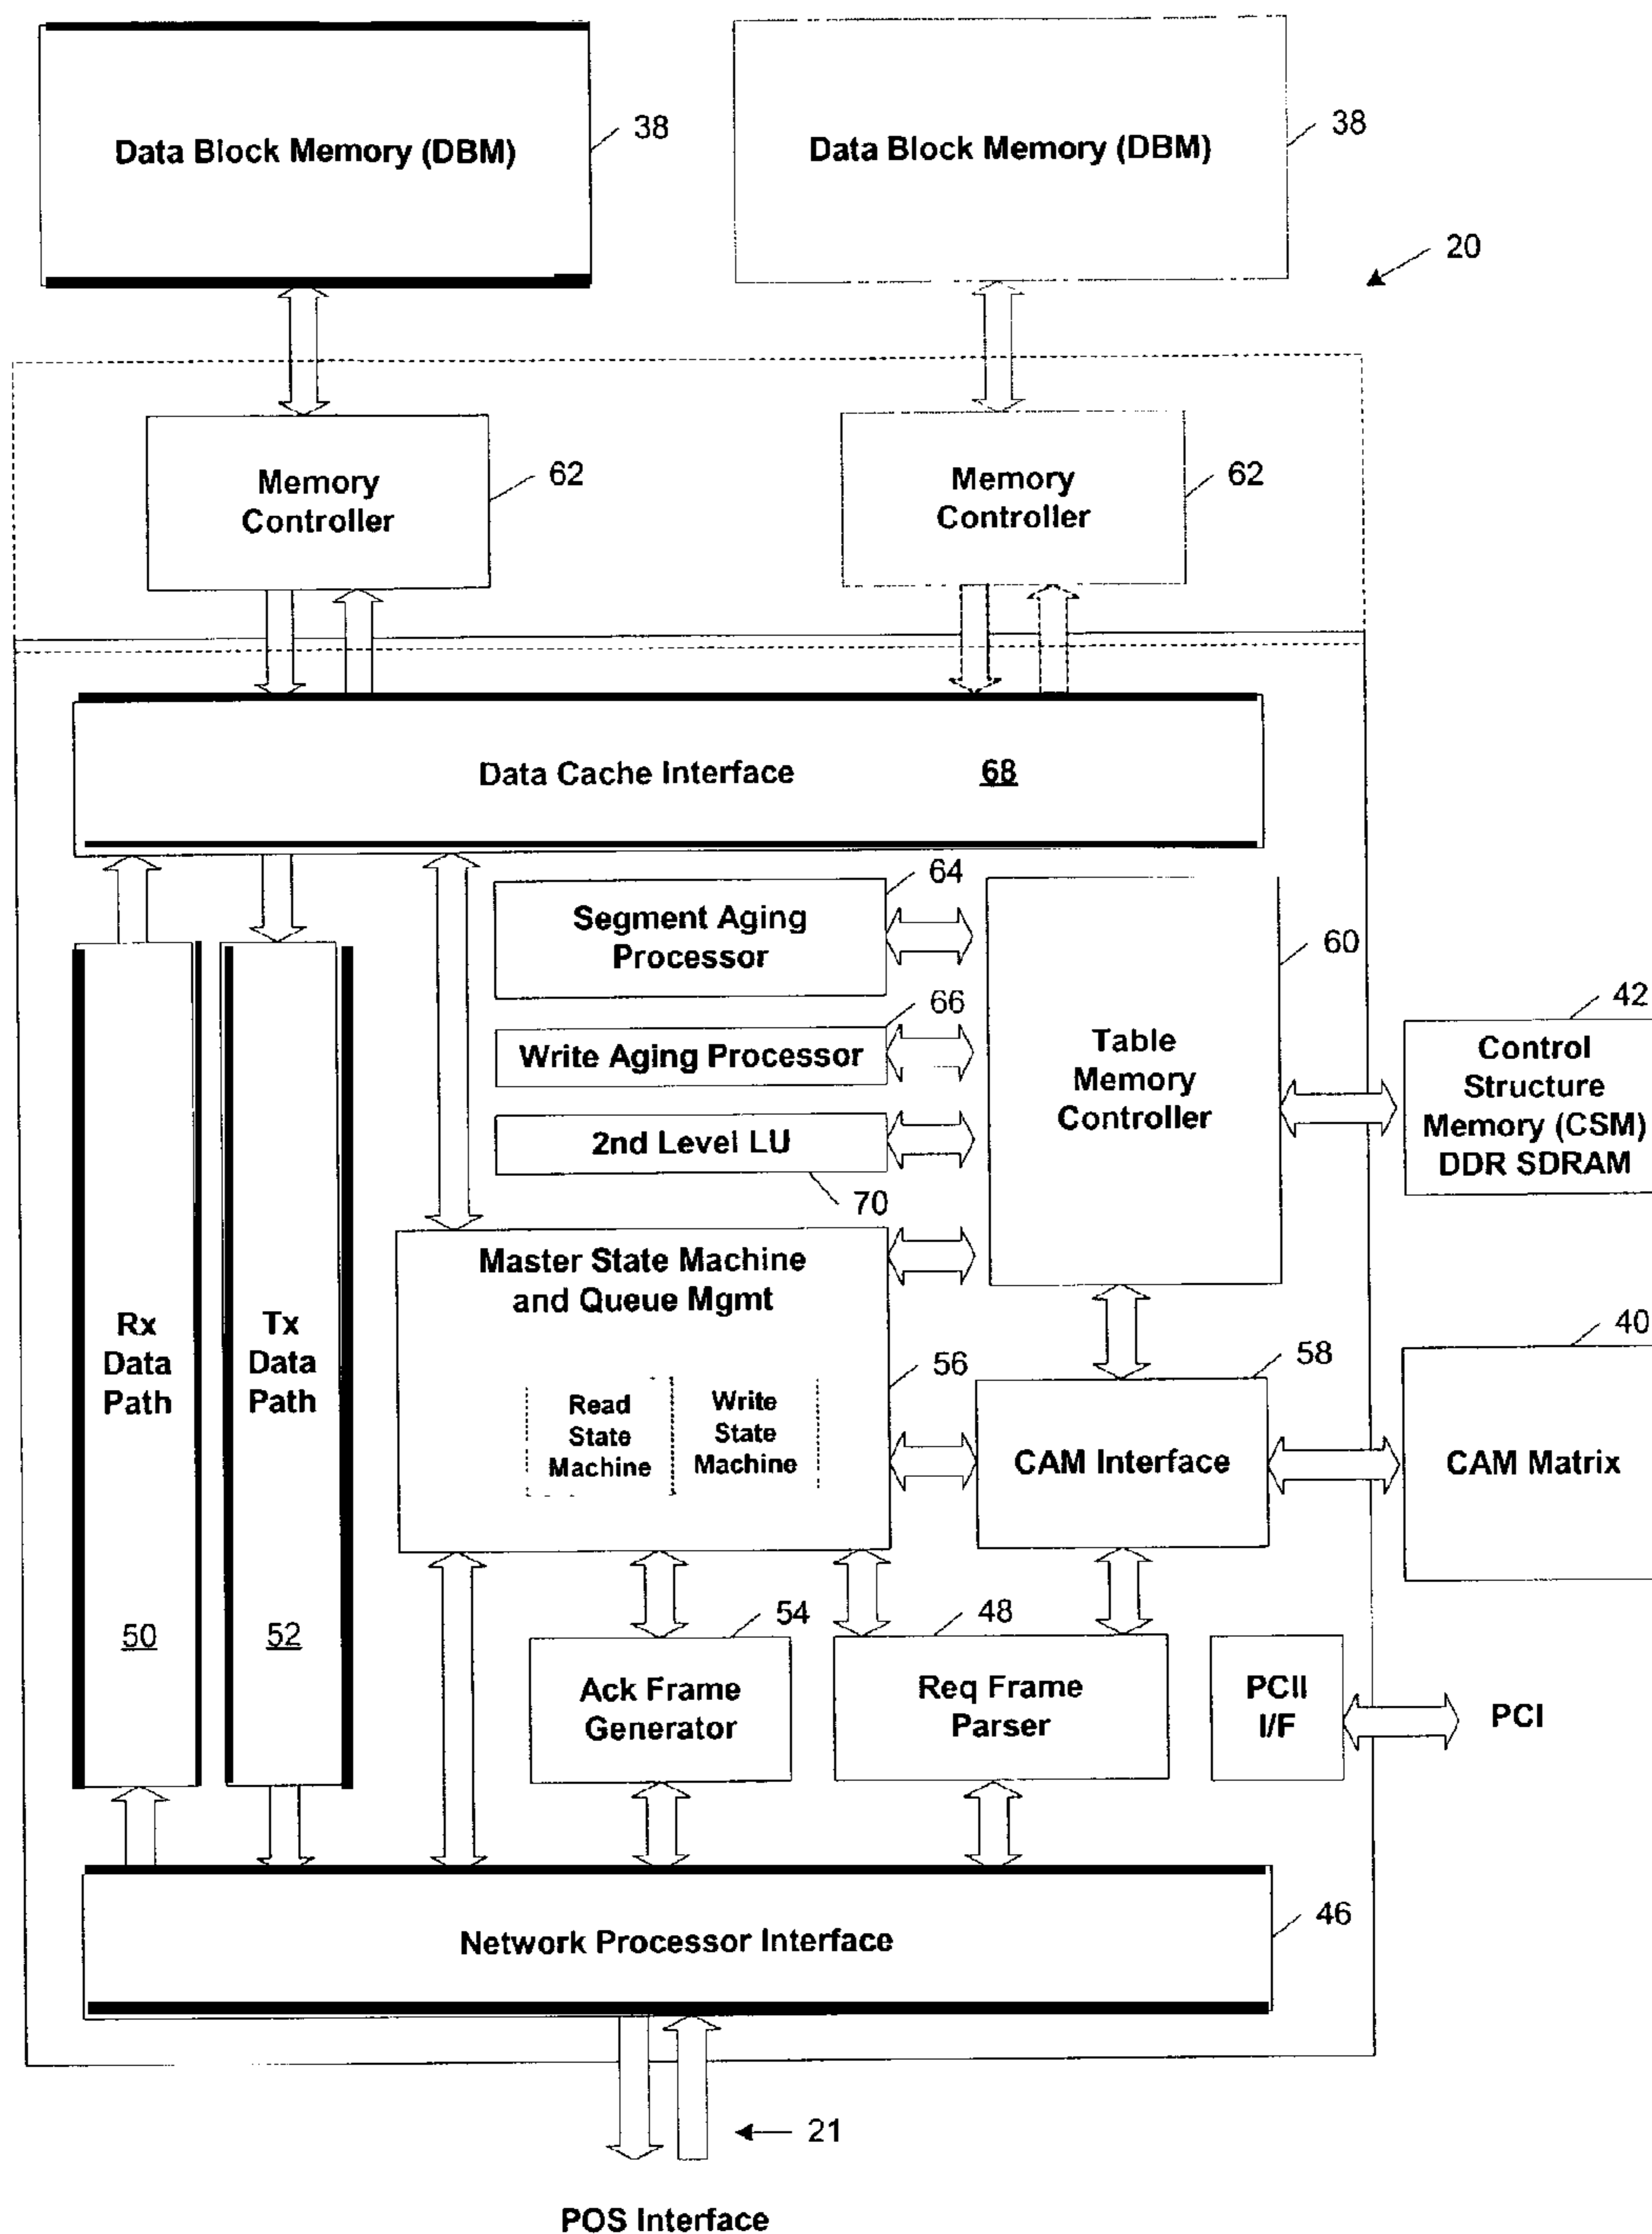 Data Block Memory (DBM)
38
Data Block Memory (DBM)
38
20
Memory
Controller
62
Memory
Controller
62
Data Cache Interface
68
64
Segment Aging
Processor
60
66
Write Aging Processor
Table
Memory
Controller
42
Control
Structure
Memory (CSM)
DDR SDRAM
2nd Level LU
70
Master State Machine
and Queue Mgmt
Rx
Data
Path
50
Tx
Data
Path
52
56
Read
State
Machine
Write
State
Machine
58
CAM Interface
40
CAM Matrix
54
Ack Frame
Generator
48
Req Frame
Parser
PCII
I/F
PCI
Network Processor Interface
46
21
POS Interface